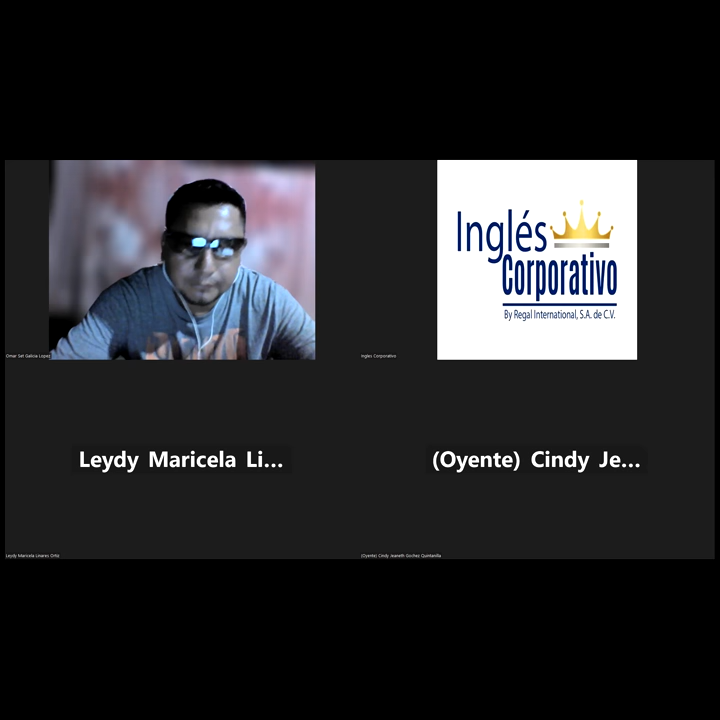 Inglés
Corporativo
By Regal International, S.A. de C.V.
Omar Set Galicia Lopez
Ingles Corporativo
Leydy Maricela Li...
(Oyente) Cindy Je...
Leydy Maricela Linares Ortiz
(Oyente) Cindy Jeaneth Gochez Quintanilla